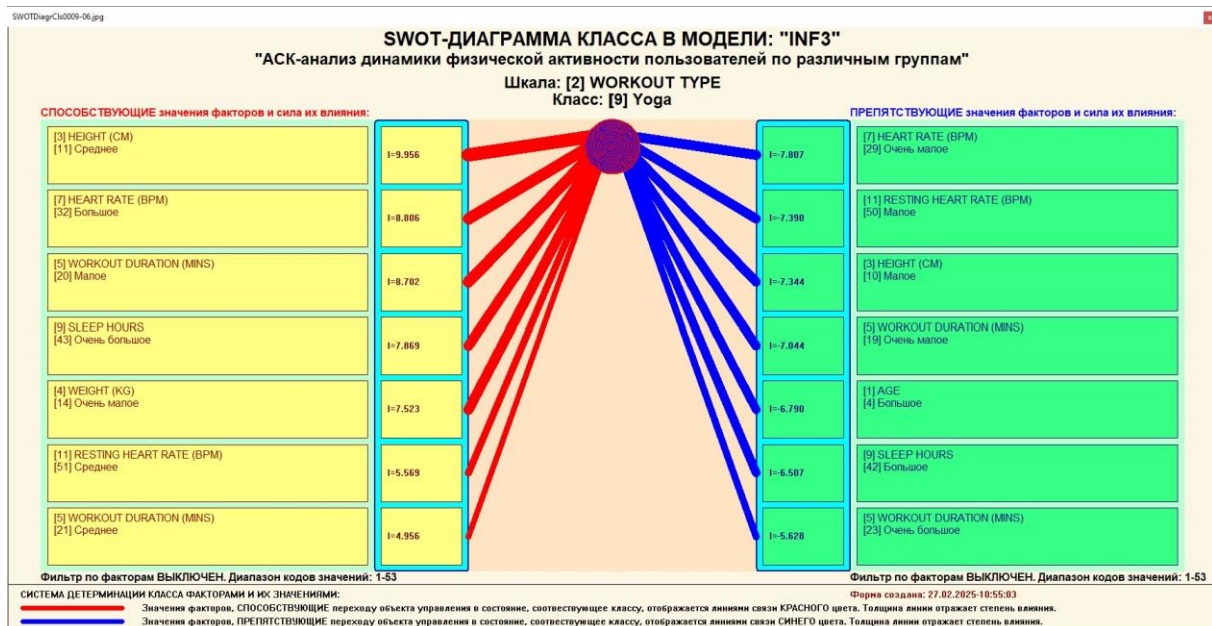 SWOTDiagrCls0009-06.jpg
SWOT-ДИАГРАММА КЛАССА В МОДЕЛИ: "INF3"
"АСК-анализ динамики физической активности пользователей по различным группам"
Шкала: [2] WORKOUT TYPE
Класс: [9] Yoga
СПОСОБСТВУЮЩИЕ значения факторов и сила их влияния:
[3] HEIGHT (CM)
[11] Среднее
I=9.956
[7] HEART RATE (BPM)
[32] Большое
I=8.806
[5] WORKOUT DURATION (MINS)
[20] Малое
I=8.702
[9] SLEEP HOURS
[43] Очень большое
I=7.869
[4] WEIGHT (KG)
[14] Очень малое
I=7.523
[11] RESTING HEART RATE (BPM)
[51] Среднее
I=5.569
[5] WORKOUT DURATION (MINS)
[21] Среднее
I=4.956
Фильтр по факторам ВЫКЛЮЧЕН. Диапазон кодов значений: 1-53
ПРЕПЯТСТВУЮЩИЕ значения факторов и сила их влияния:
I=-7.807
[7] HEART RATE (BPM)
[29] Очень малое
I=-7.390
[11] RESTING HEART RATE (BPM)
[50] Малое
I=-7.344
[3] HEIGHT (CM)
[10] Малое
I=-7.044
[5] WORKOUT DURATION (MINS)
[19] Очень малое
I=-6.790
[1] AGE
[4] Большое
I=-6.507
[9] SLEEP HOURS
[42] Большое
I=-5.628
[5] WORKOUT DURATION (MINS)
[23] Очень большое
Фильтр по факторам ВЫКЛЮЧЕН. Диапазон кодов значений: 1-53
СИСТЕМА ДЕТЕРМИНАЦИИ КЛАССА ФАКТОРАМИ И ИХ ЗНАЧЕНИЯМИ:
Форма создана: 27.02.2025-10:55:03
Значения факторов, СПОСОБСТВУЮЩИЕ переходу объекта управления в состояние, соотвествующее классу, отображается линиями связи КРАСНОГО цвета. Толщина линии отражает степень влияния.
Значения факторов, ПРЕПЯТСТВУЮЩИЕ переходу объекта управления в состояние, соотвествующее классу, отображается линиями связи СИНЕГО цвета. Толщина линии отражает степень влияния.